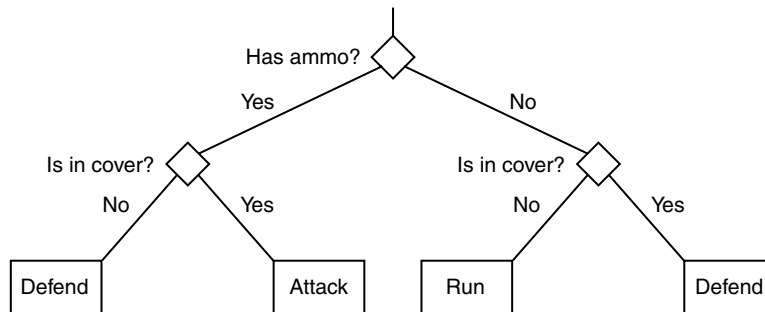 Has ammo?
Yes
No
Is in cover?
Is in cover?
No
Yes
No
Yes
Defend
Attack
Run
Defend